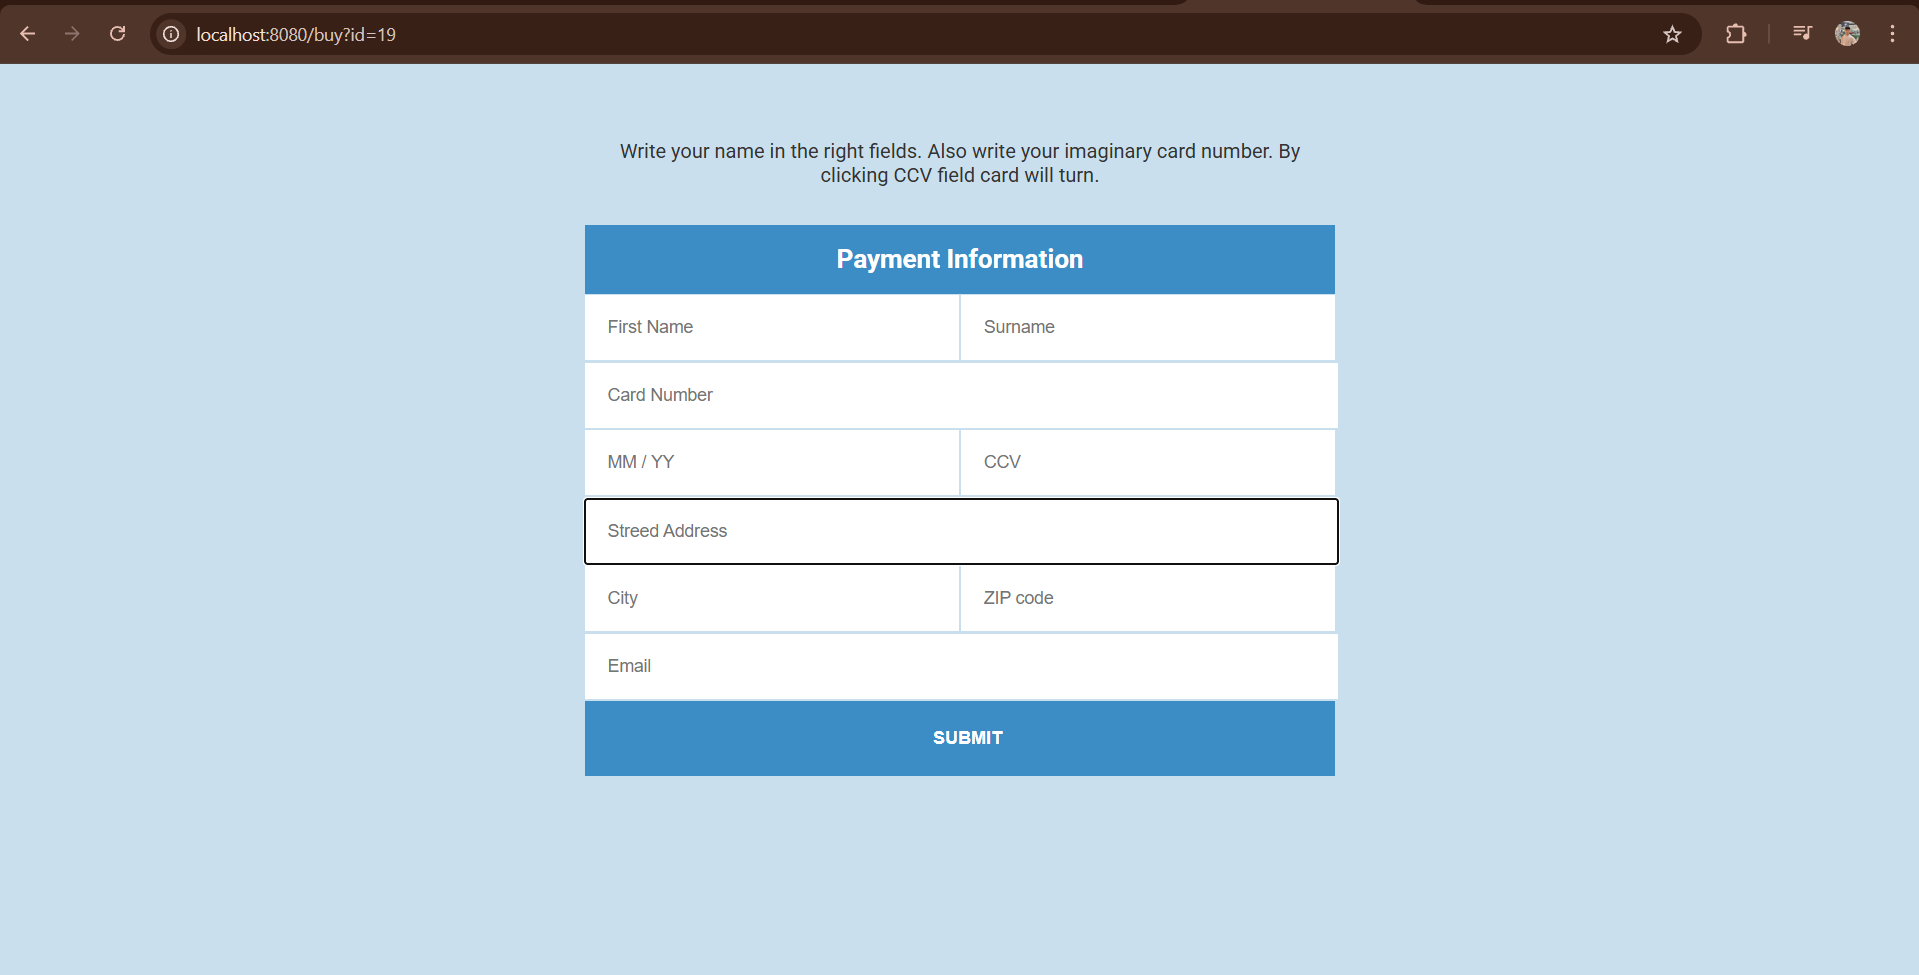 localhost:8080/buy?id=19
Write your name in the right fields. Also write your imaginary card number. By
clicking CCV field card will turn.
Payment Information
First Name
Surname
Card Number
MM / YY
CCV
Streed Address
City
ZIP code
Email
SUBMIT